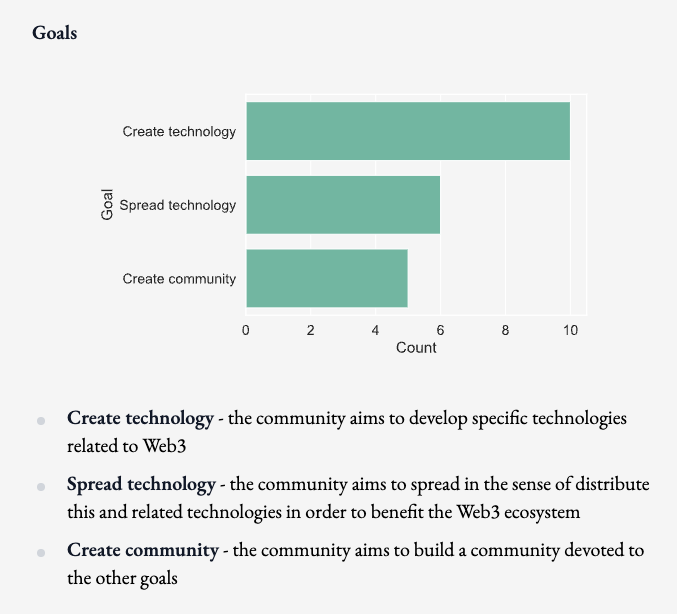 Goals
Create technology
Spread technology
Create community
Goal
0 2 4 6 8 10
Count
Create technology - the community aims to develop specific technologies
related to Web3
Spread technology - the community aims to spread in the sense of distribute
this and related technologies in order to benefit the Web3 ecosystem
Create community - the community aims to build a community devoted to
the other goals